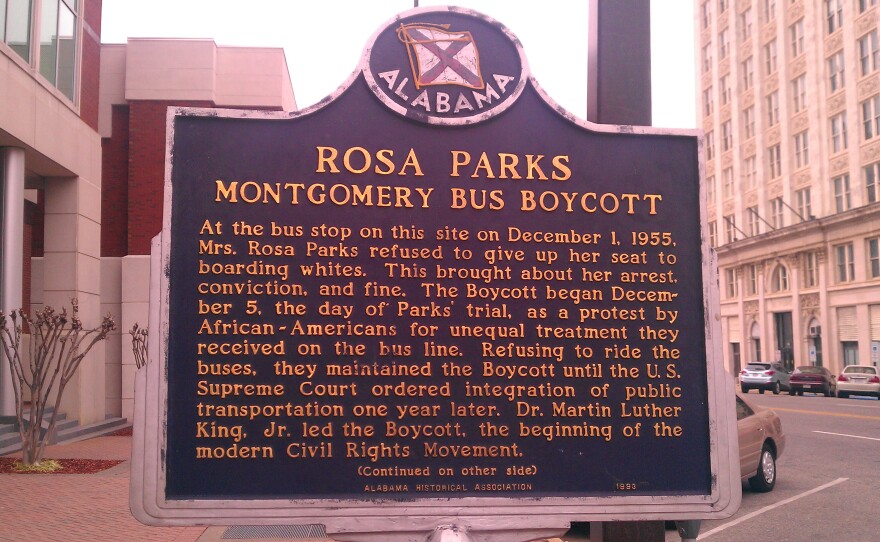 ALABAMA
ROSA PARKS
MONTGOMERY BUS BOYCOTT
At the bus stop on this site on December 1, 1955,
Mrs. Rosa Parks refused to give up her seat to
boarding whites. This brought about her arrest,
conviction, and fine. The Boycott began Decem-
ber 5, the day of Parks' trial, as a protest by
African-Americans for unequal treatment they
received on the bus line. Refusing to ride the
buses, they maintained the Boycott until the U.S.
Supreme Court ordered integration of public
transportation one year later. Dr. Martin Luther
King, Jr. led the Boycott, the beginning of the
modern Civil Rights Movement.
(Continued on other side)
ALABAMA HISTORICAL ASSOCIATION 1993